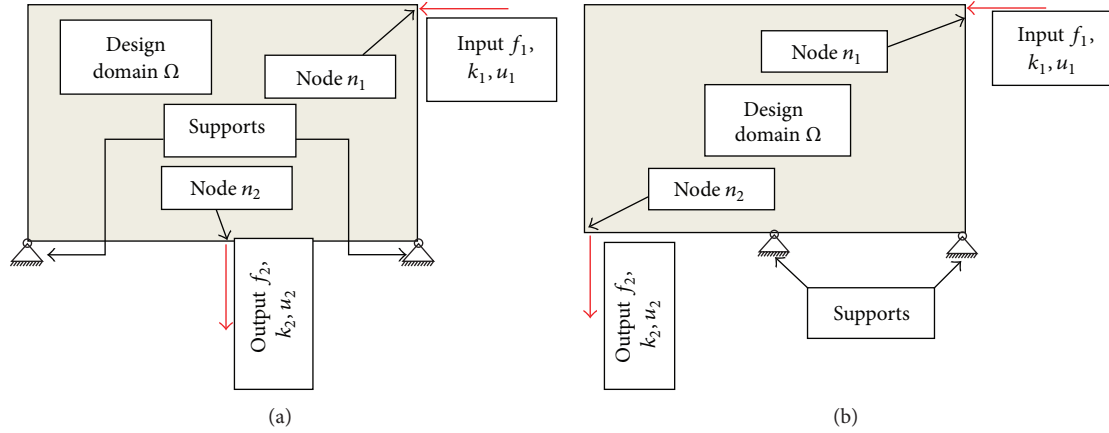 Design
domain Ω
Node n₁
Input f₁,
k₁, u₁
Supports
Node n₂
Output f₂,
k₂, u₂
(a)
Node n₁
Input f₁,
k₁, u₁
Design
domain Ω
Node n₂
Output f₂,
k₂, u₂
Supports
(b)